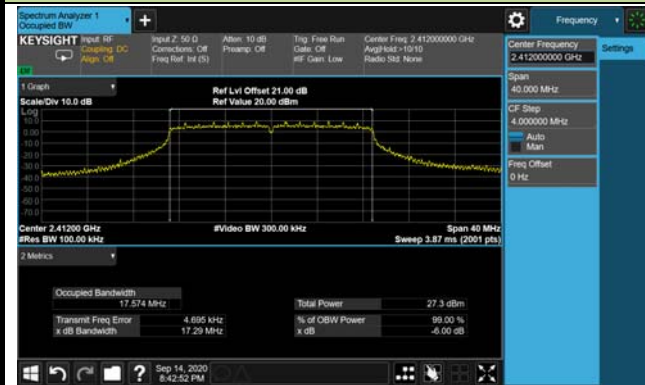 Spectrum Analyzer 1
Occupied BW
Frequency
KEYSIGHT
Input: RF
Coupling: DC
Align: Off
Input Z: 50 Ω
Corrections: Off
Freq Ref: Int (S)
Atten: 10 dB
Preamp: Off
Trig: Free Run
Gate: Off
#IF Gain: Low
Center Freq: 2.412000000 GHz
Avg|Hold:>10/10
Radio Std: None
Center Frequency
2.412000000 GHz
Settings
Span
40.000 MHz
CF Step
4.000000 MHz
Auto
Man
Freq Offset
0 Hz
1 Graph
Scale/Div 10.0 dB
Ref Lvl Offset 21.00 dB
Ref Value 20.00 dBm
Log
10.0
0.00
-10.0
-20.0
-30.0
-40.0
-50.0
-60.0
-70.0
Center 2.41200 GHz
#Res BW 100.00 kHz
#Video BW 300.00 kHz
Span 40 MHz
Sweep 3.87 ms (2001 pts)
2 Metrics
Occupied Bandwidth
17.574 MHz
Total Power 27.3 dBm
Transmit Freq Error 4.695 kHz
% of OBW Power 99.00 %
x dB Bandwidth 17.29 MHz
x dB -6.00 dB
?
Sep 14, 2020
8:42:52 PM